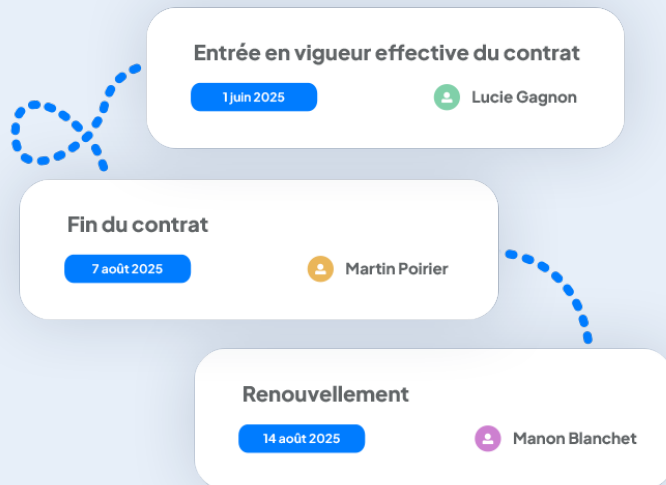 Entrée en vigueur effective du contrat
1 juin 2025
Lucie Gagnon
Fin du contrat
7 août 2025
Martin Poirier
Renouvellement
14 août 2025
Manon Blanchet